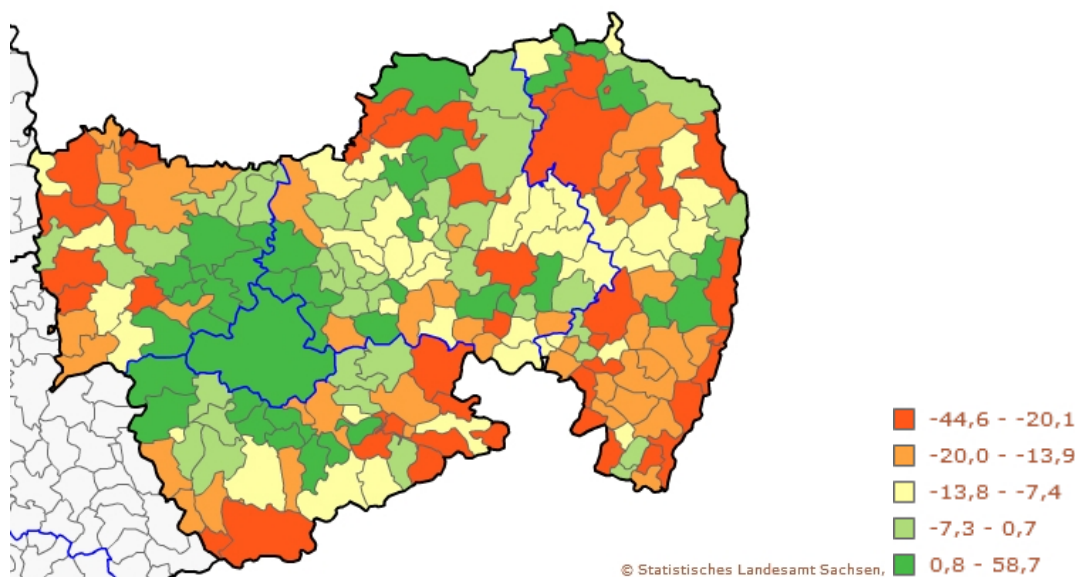 -44,6 - -20,1
-20,0 - -13,9
-13,8 - -7,4
-7,3 - 0,7
0,8 - 58,7
© Statistisches Landesamt Sachsen,